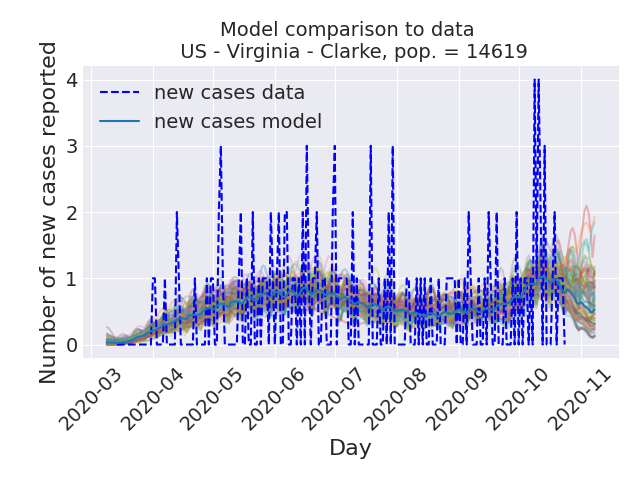 Model comparison to data
US - Virginia - Clarke, pop. = 14619
Number of new cases reported
4
3
2
1
0
new cases data
new cases model
2020-03
2020-04
2020-05
2020-06
2020-07
2020-08
2020-09
2020-10
2020-11
Day